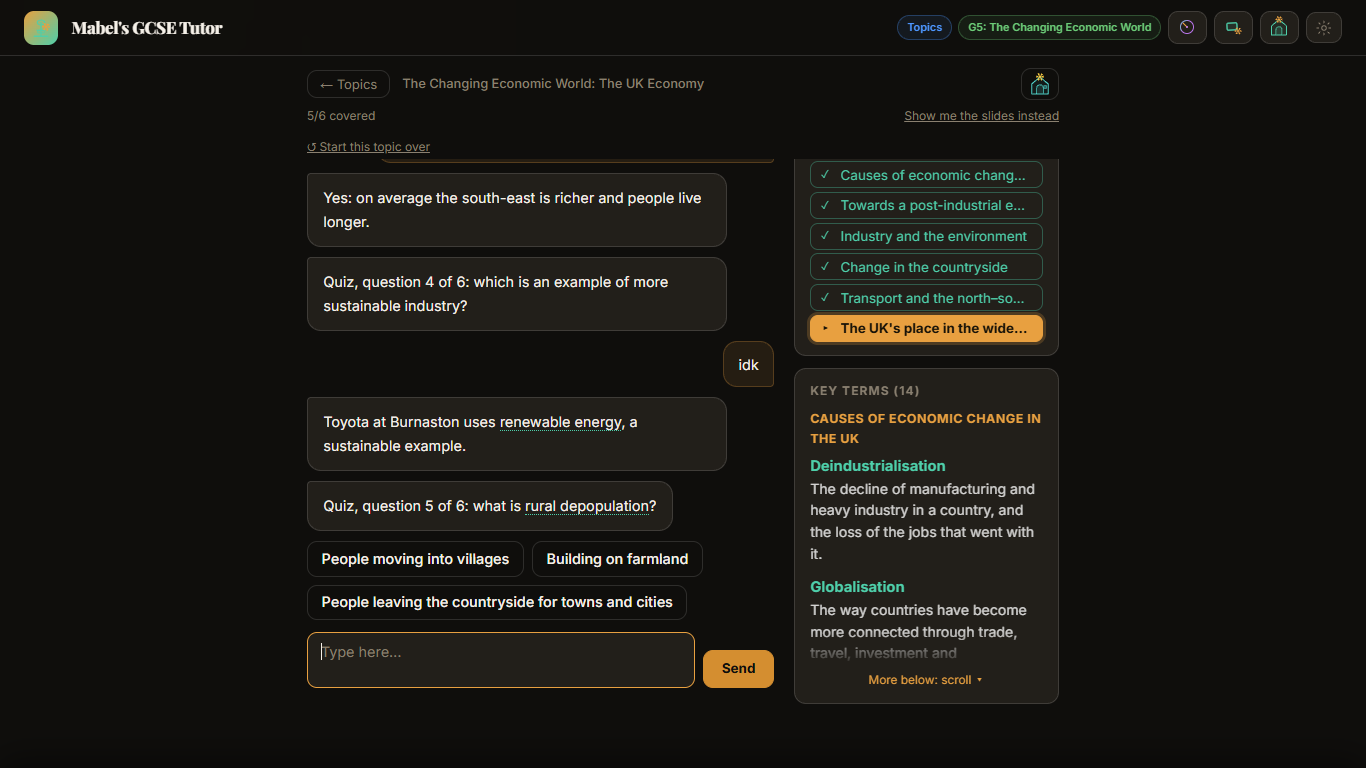 Mabel's GCSE Tutor
Topics
G5: The Changing Economic World
← Topics
The Changing Economic World: The UK Economy
5/6 covered
Show me the slides instead
↺ Start this topic over
Yes: on average the south-east is richer and people live
longer.
Quiz, question 4 of 6: which is an example of more
sustainable industry?
idk
Toyota at Burnaston uses renewable energy, a
sustainable example.
Quiz, question 5 of 6: what is rural depopulation?
People moving into villages
Building on farmland
People leaving the countryside for towns and cities
Type here...
Send
✓ Causes of economic chang...
✓ Towards a post-industrial e...
✓ Industry and the environment
✓ Change in the countryside
✓ Transport and the north–so...
▸ The UK's place in the wide...
KEY TERMS (14)
CAUSES OF ECONOMIC CHANGE IN
THE UK
Deindustrialisation
The decline of manufacturing and
heavy industry in a country, and
the loss of the jobs that went with
it.
Globalisation
The way countries have become
more connected through trade,
travel, investment and
More below: scroll ▾